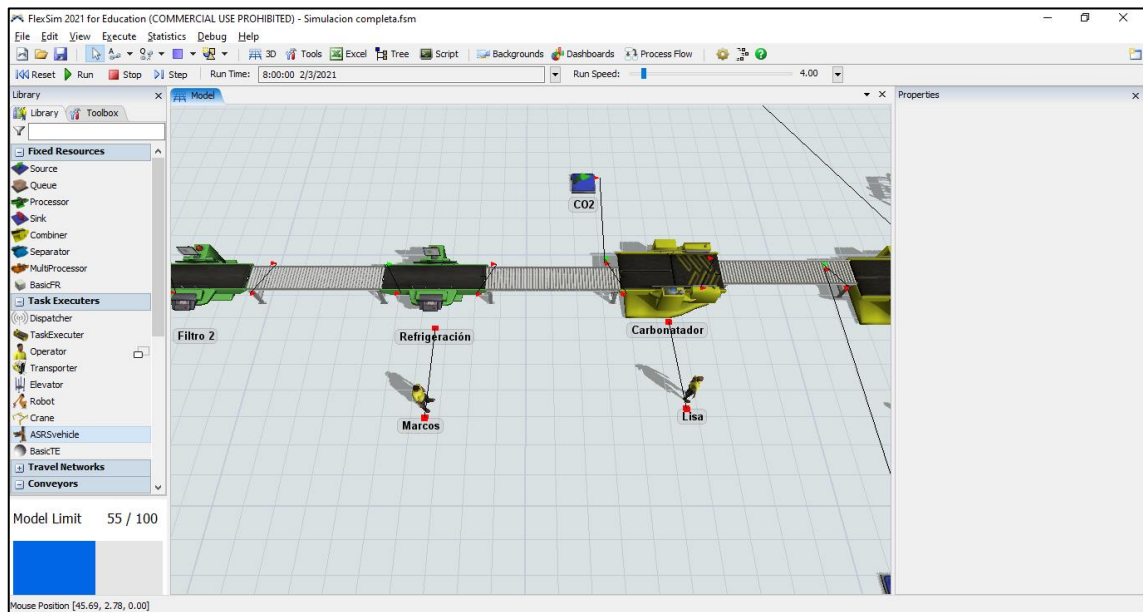 FlexSim 2021 for Education (COMMERCIAL USE PROHIBITED) - Simulacion completa.fsm
File Edit View Execute Statistics Debug Help
3D Tools Excel Tree Script Backgrounds Dashboards Process Flow
Reset Run Stop Step Run Time: 8:00:00 2/3/2021 Run Speed: 4.00
Library
Model
Properties
Library Toolbox
Fixed Resources
Source
Queue
Processor
Sink
Combiner
Separator
MultiProcessor
BasicFR
Task Executers
Dispatcher
TaskExecuter
Operator
Transporter
Elevator
Robot
Crane
ASRSvehicle
BasicTE
Travel Networks
Conveyors
Model Limit 55 / 100
Mouse Position [45.69, 2.78, 0.00]
CO2
Filtro 2
Refrigeración
Carbonatador
Marcos
Lisa